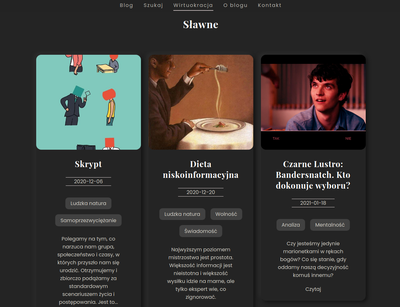 Blog Szukaj Wirtuokracja O blogu Kontakt
Sławne
Skrypt
2020-12-06
Ludzka natura
Samoprzezwyciężanie
Polegamy na tym, co
narzuca nam grupa,
społeczeństwo i czasy, w
których przyszło nam się
urodzić. Otrzymujemy i
zbiorczo podążamy za
standardowym
scenariuszem życia i
postępowania. Jest to...
Dieta
niskoinformacyjna
2020-12-20
Ludzka natura
Wolność
Świadomość
Najwyższym poziomem
mistrzostwa jest prostota.
Większość informacji jest
nieistotna i większość
wysiłku idzie na marne, ale
tylko ekspert wie, co
zignorować.
Czarne Lustro:
Bandersnatch. Kto
dokonuje wyboru?
2021-01-18
Analiza
Mentalność
Czy jesteśmy jedynie
marionetkami w rękach
bogów? Co się stanie, gdy
oddamy naszą decyzyjność
komuś innemu?
Czytaj